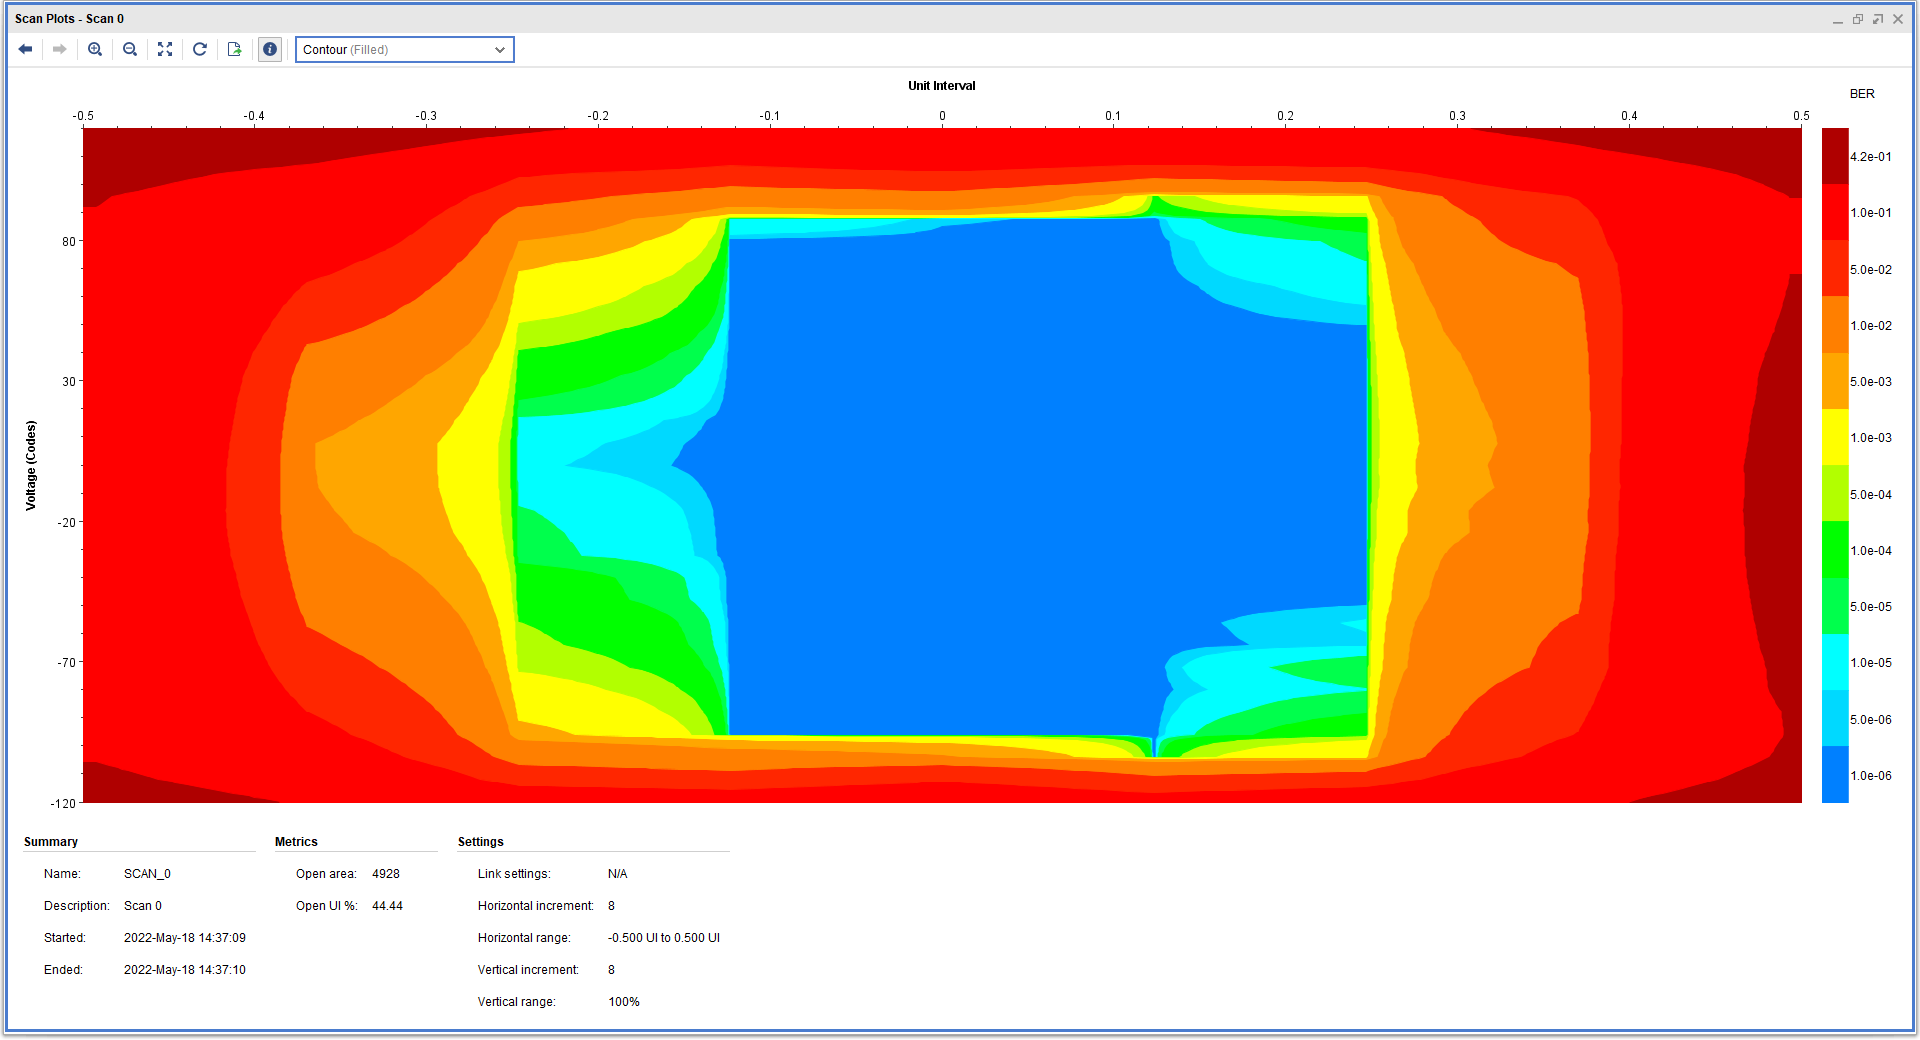 Scan Plots - Scan 0
Contour (Filled)
Unit Interval
BER
-0.5 -0.4 -0.3 -0.2 -0.1 0 0.1 0.2 0.3 0.4 0.5
4.2e-01
1.0e-01
5.0e-02
1.0e-02
5.0e-03
1.0e-03
5.0e-04
1.0e-04
5.0e-05
1.0e-05
5.0e-06
1.0e-06
80
30
-20
-70
-120
Voltage (Codes)
Summary
Name: SCAN_0
Description: Scan 0
Started: 2022-May-18 14:37:09
Ended: 2022-May-18 14:37:10
Metrics
Open area: 4928
Open UI %: 44.44
Settings
Link settings: N/A
Horizontal increment: 8
Horizontal range: -0.500 UI to 0.500 UI
Vertical increment: 8
Vertical range: 100%